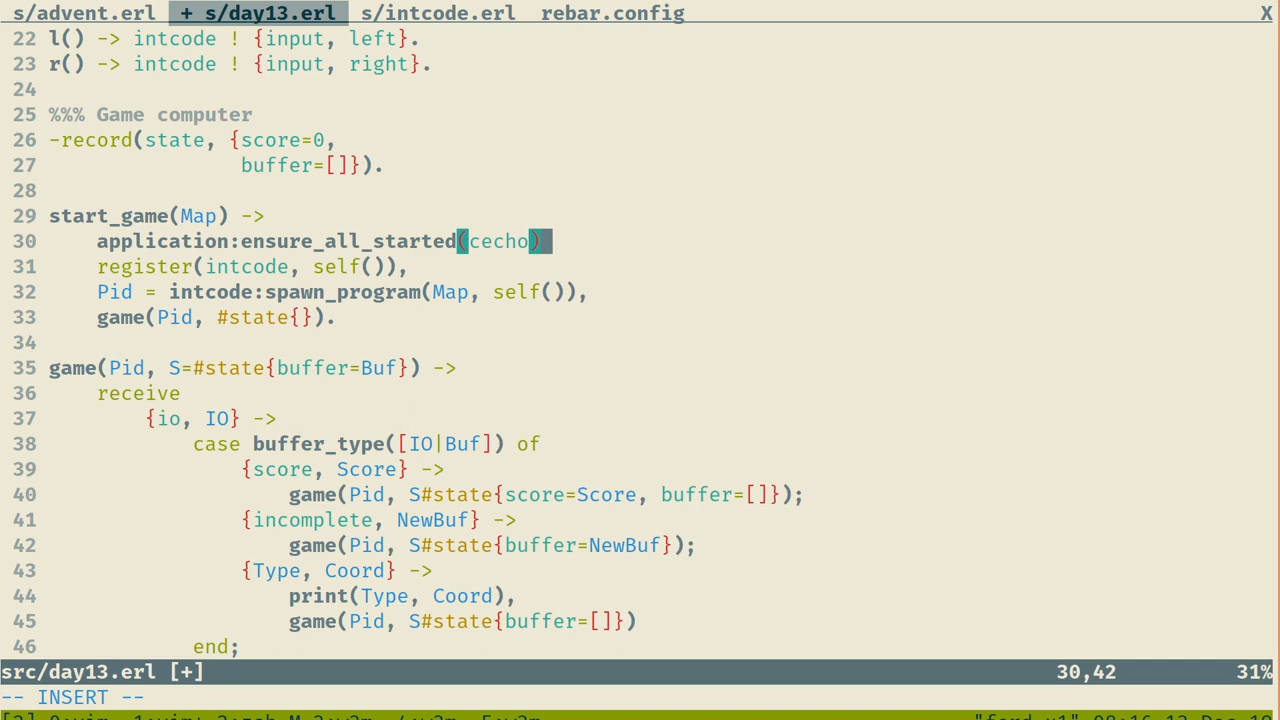 s/advent.erl + s/day13.erl s/intcode.erl rebar.config X
22 l() -> intcode ! {input, left}.
23 r() -> intcode ! {input, right}.
24
25 %%% Game computer
26 -record(state, {score=0,
27                 buffer=[]}).
28
29 start_game(Map) ->
30     application:ensure_all_started(cecho)
31     register(intcode, self()),
32     Pid = intcode:spawn_program(Map, self()),
33     game(Pid, #state{}).
34
35 game(Pid, S=#state{buffer=Buf}) ->
36     receive
37         {io, IO} ->
38             case buffer_type([IO|Buf]) of
39                 {score, Score} ->
40                     game(Pid, S#state{score=Score, buffer=[]});
41                 {incomplete, NewBuf} ->
42                     game(Pid, S#state{buffer=NewBuf});
43                 {Type, Coord} ->
44                     print(Type, Coord),
45                     game(Pid, S#state{buffer=[]})
46             end;
src/day13.erl [+] 30,42 31%
-- INSERT --